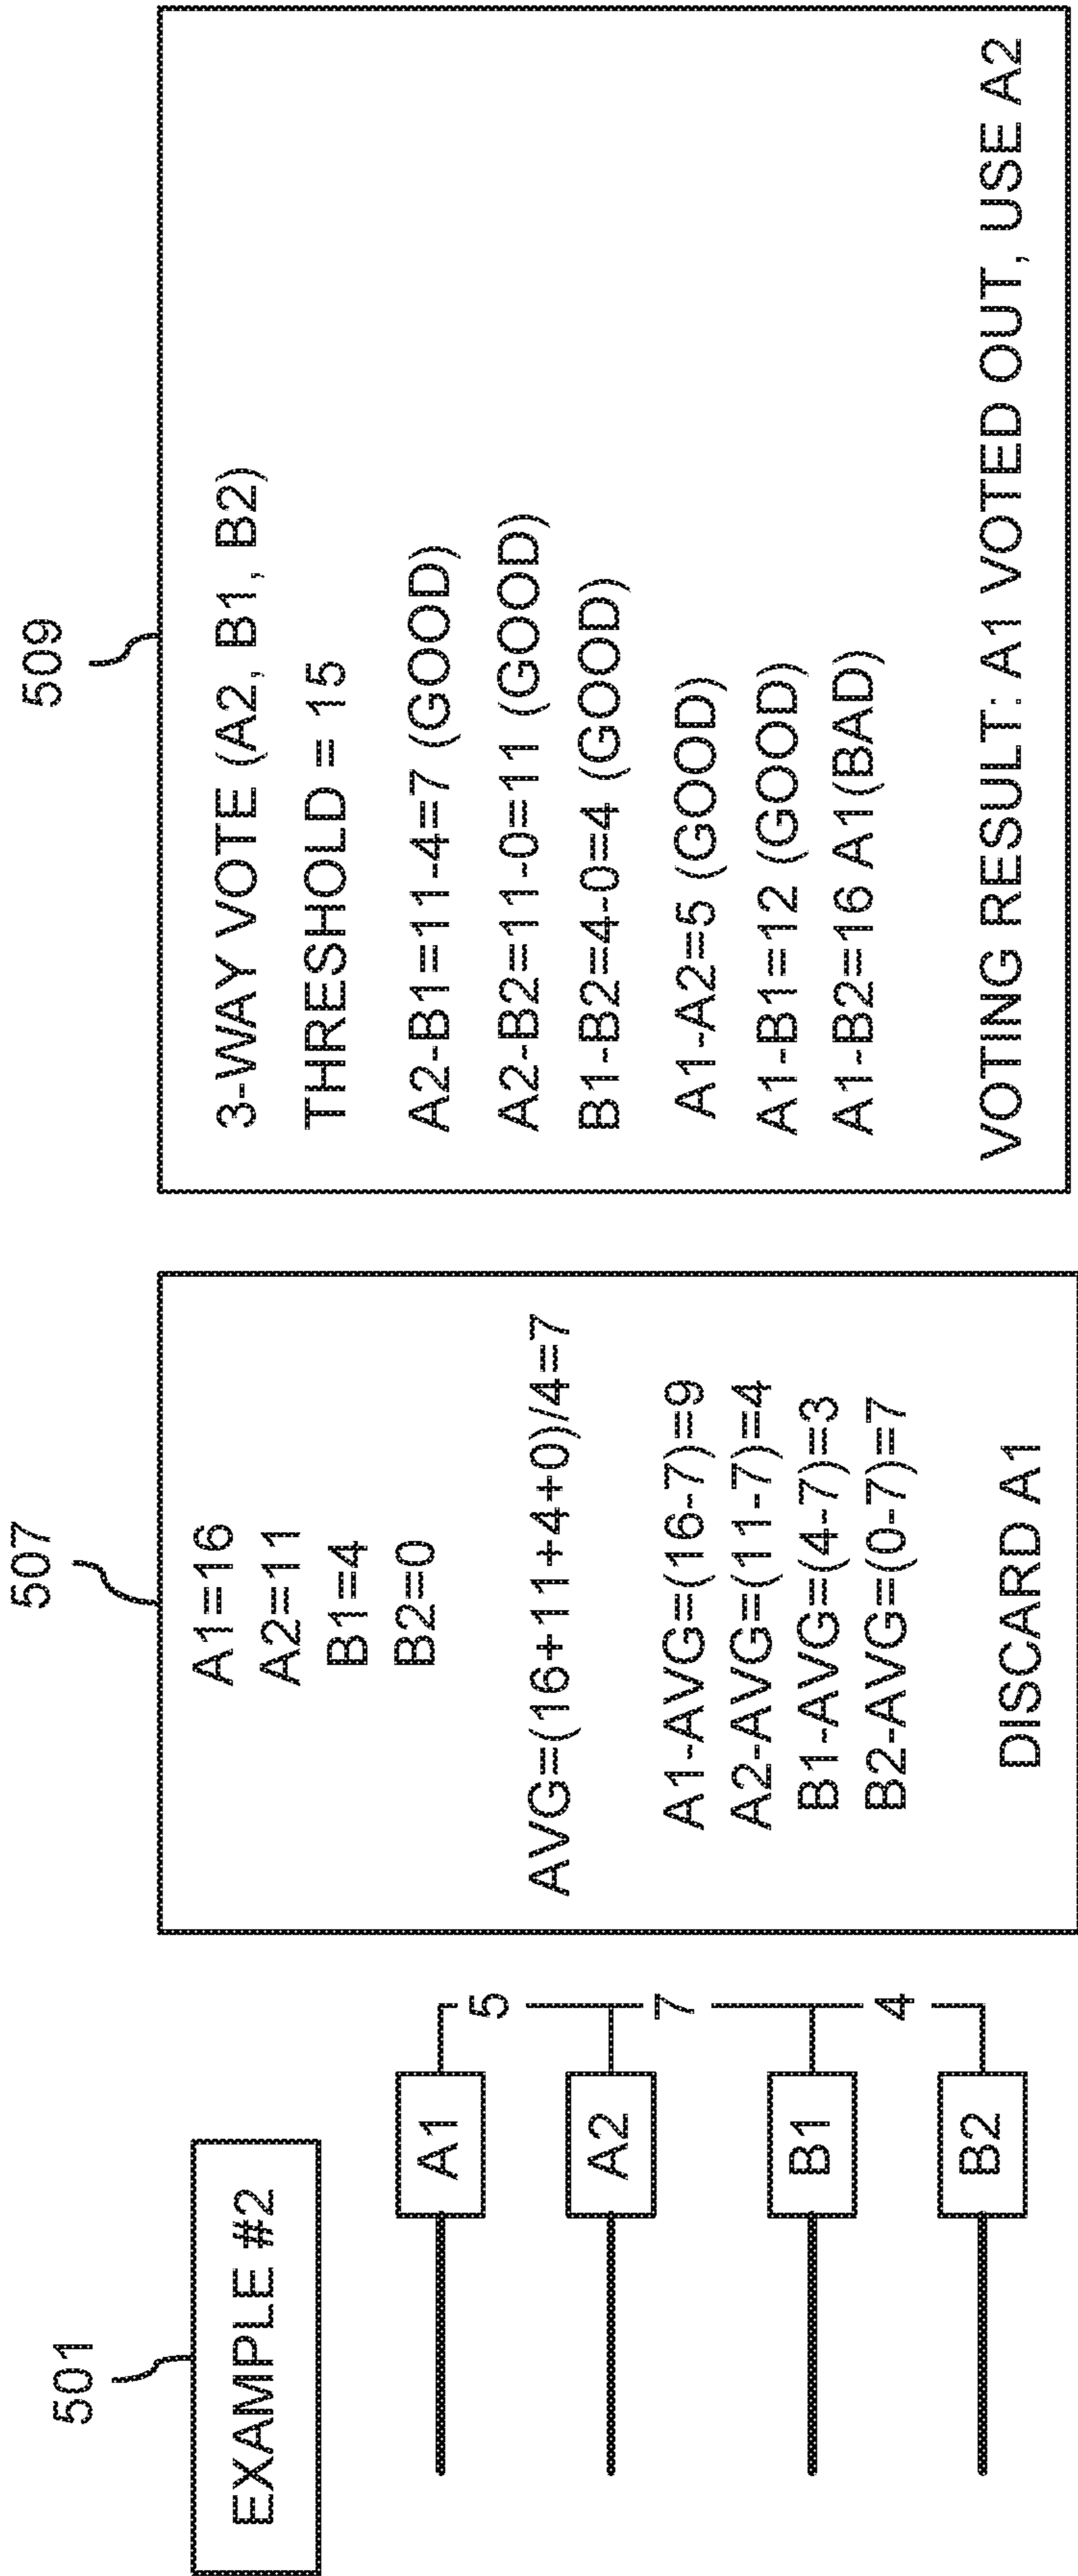 501
EXAMPLE #2
A1
A2
B1
B2
5
7
4
507
A1=16
A2=11
B1=4
B2=0
AVG=(16+11+4+0)/4=7
A1-AVG=(16-7)=9
A2-AVG=(11-7)=4
B1-AVG=(4-7)=3
B2-AVG=(0-7)=7
DISCARD A1
509
3-WAY VOTE (A2, B1, B2)
THRESHOLD = 15
A2-B1=11-4=7 (GOOD)
A2-B2=11-0=11 (GOOD)
B1-B2=4-0=4 (GOOD)
A1-A2=5 (GOOD)
A1-B1=12 (GOOD)
A1-B2=16 A1(BAD)
VOTING RESULT: A1 VOTED OUT, USE A2